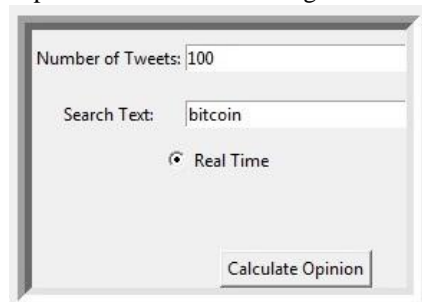 Number of Tweets: 100
Search Text: bitcoin
Real Time
Calculate Opinion